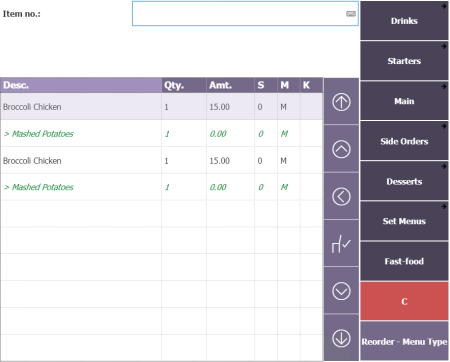 Item no.:
Drinks
Starters
Desc. Qty. Amt. S M K
Broccoli Chicken 1 15.00 0 M
Main
> Mashed Potatoes 1 0.00 0 M
Side Orders
Broccoli Chicken 1 15.00 0 M
Desserts
> Mashed Potatoes 1 0.00 0 M
Set Menus
Fast-food
C
Reorder - Menu Type